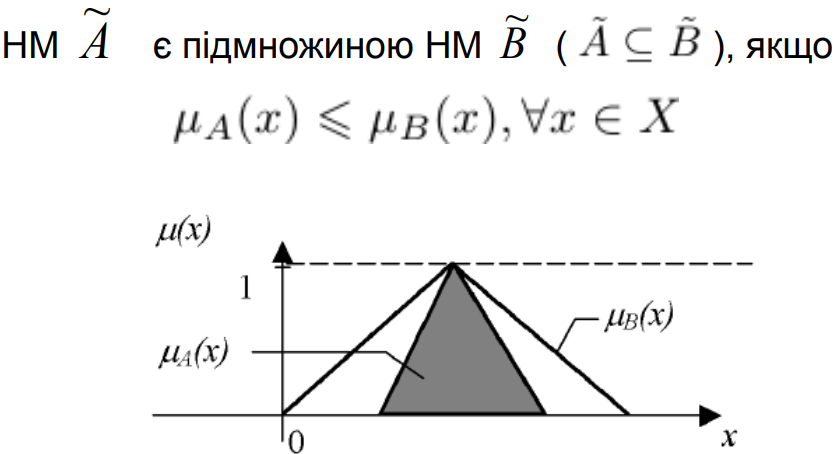 НМ Ã є підмножиною НМ B̃ ( Ã ⊆ B̃ ), якщо
μ_A(x) ⩽ μ_B(x), ∀x ∈ X
μ(x)
1
μ_B(x)
μ_A(x)
0
x